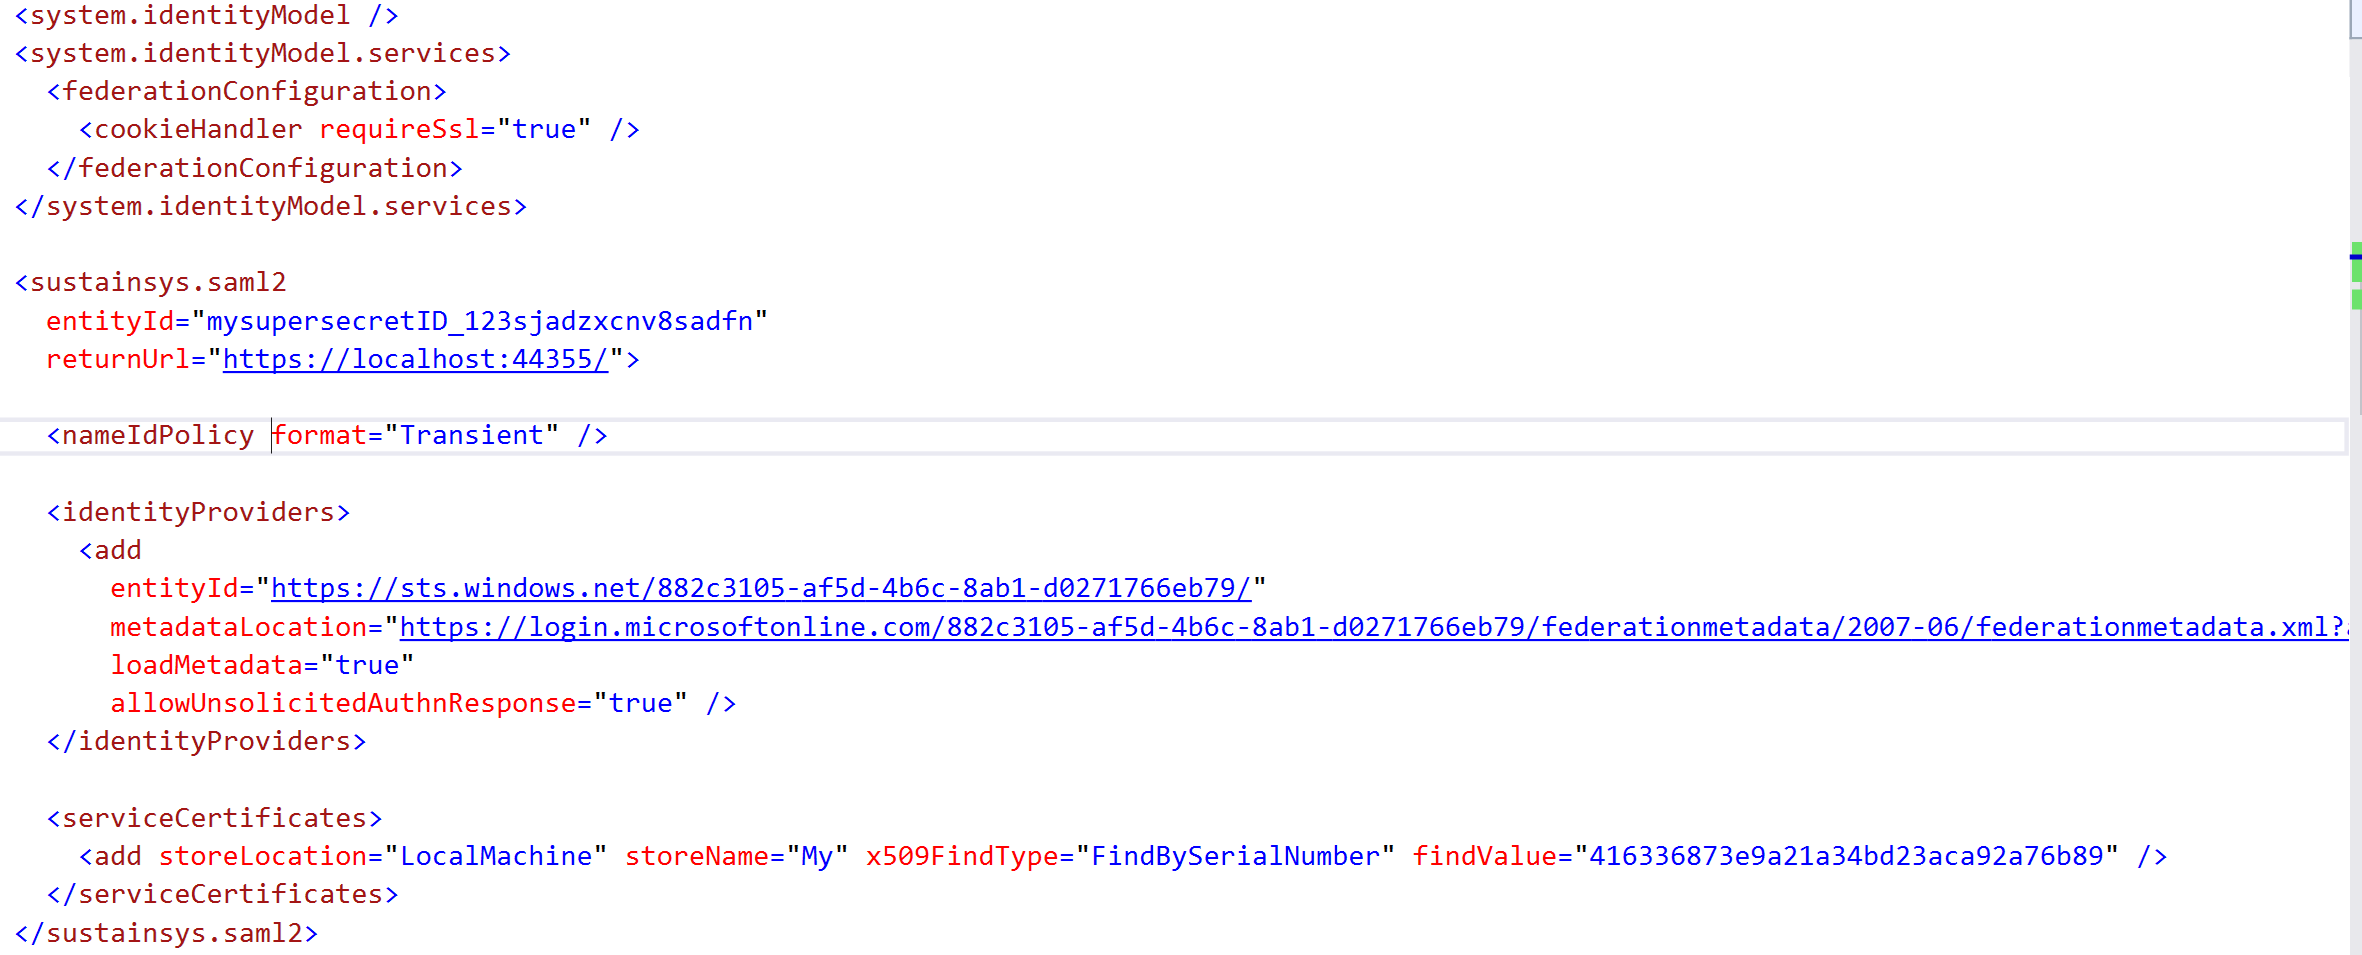 <system.identityModel />
<system.identityModel.services>
  <federationConfiguration>
    <cookieHandler requireSsl="true" />
  </federationConfiguration>
</system.identityModel.services>

<sustainsys.saml2
  entityId="mysupersecretID_123sjadzxcnv8sadfn"
  returnUrl="https://localhost:44355/">

  <nameIdPolicy format="Transient" />

  <identityProviders>
    <add
      entityId="https://sts.windows.net/882c3105-af5d-4b6c-8ab1-d0271766eb79/"
      metadataLocation="https://login.microsoftonline.com/882c3105-af5d-4b6c-8ab1-d0271766eb79/federationmetadata/2007-06/federationmetadata.xml?
      loadMetadata="true"
      allowUnsolicitedAuthnResponse="true" />
  </identityProviders>

  <serviceCertificates>
    <add storeLocation="LocalMachine" storeName="My" x509FindType="FindBySerialNumber" findValue="416336873e9a21a34bd23aca92a76b89" />
  </serviceCertificates>
</sustainsys.saml2>